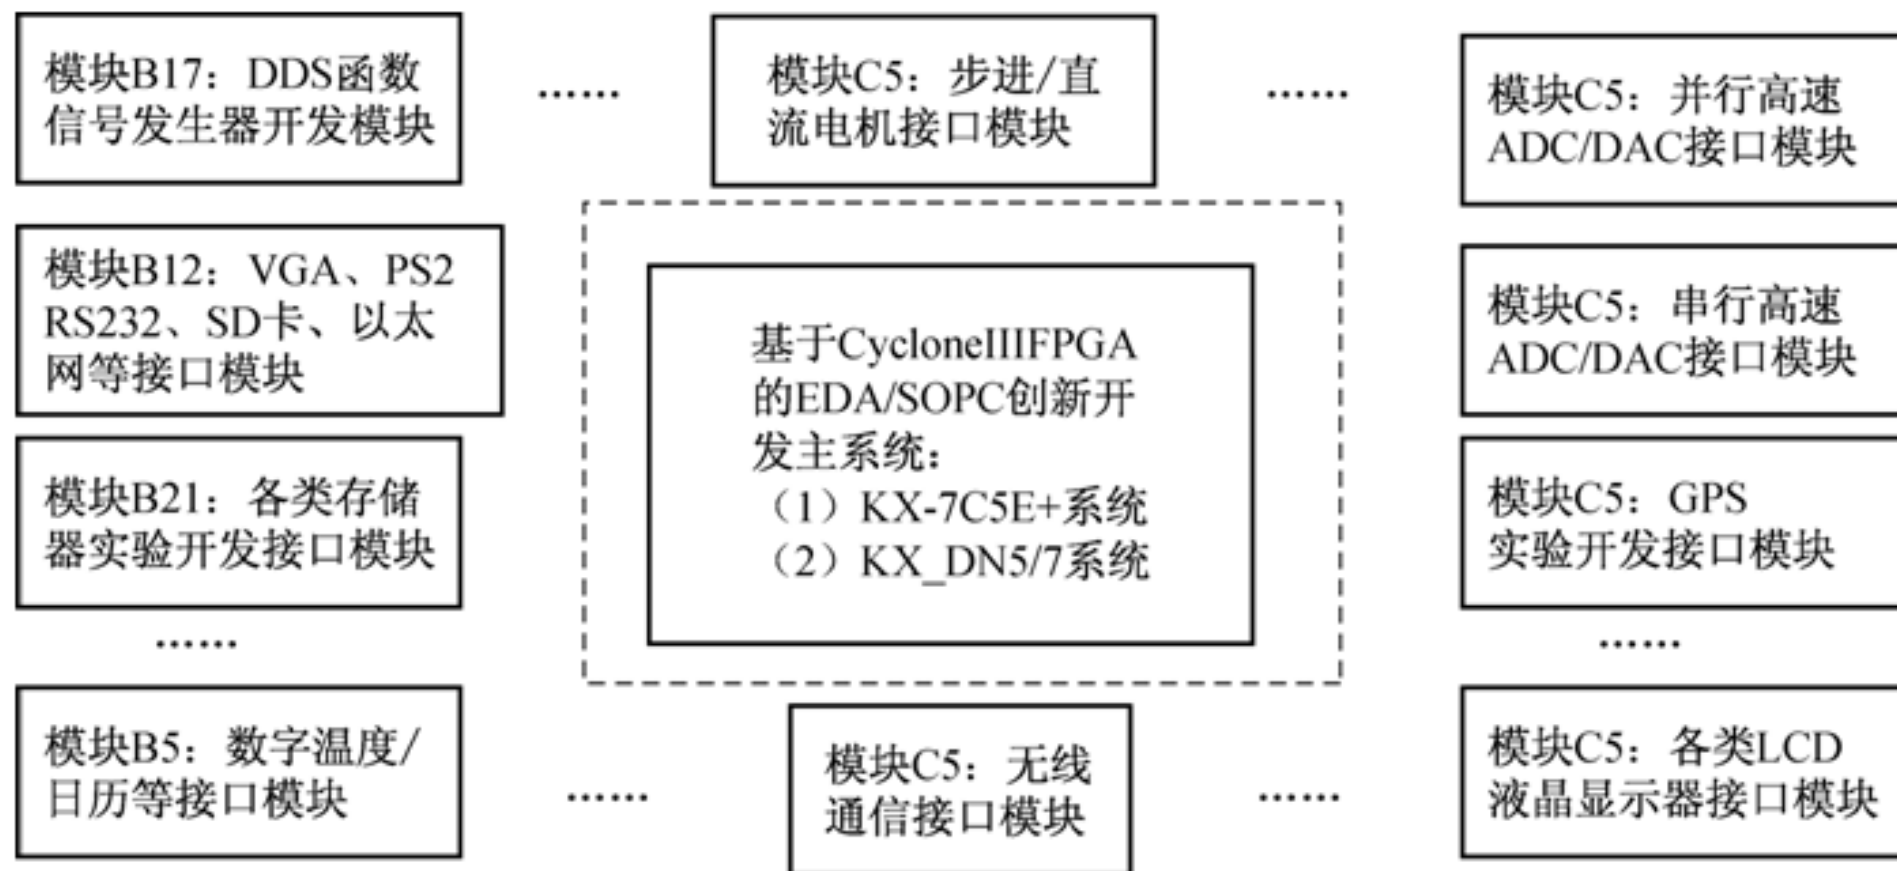 模块B17：DDS函数
信号发生器开发模块
……
模块C5：步进/直
流电机接口模块
……
模块C5：并行高速
ADC/DAC接口模块
模块B12：VGA、PS2
RS232、SD卡、以太
网等接口模块
基于CycloneIIIFPGA
的EDA/SOPC创新开
发主系统：
（1）KX-7C5E+系统
（2）KX_DN5/7系统
模块C5：串行高速
ADC/DAC接口模块
模块B21：各类存储
器实验开发接口模块
模块C5：GPS
实验开发接口模块
……
……
模块B5：数字温度/
日历等接口模块
……
模块C5：无线
通信接口模块
……
模块C5：各类LCD
液晶显示器接口模块